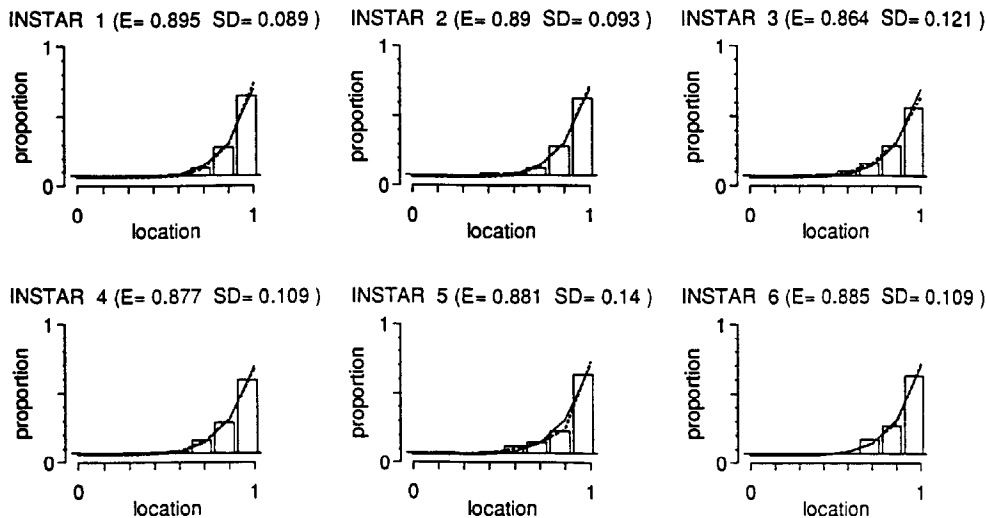 INSTAR 1 (E= 0.895 SD= 0.089 )
INSTAR 2 (E= 0.89 SD= 0.093 )
INSTAR 3 (E= 0.864 SD= 0.121 )
1
1
1
proportion
proportion
proportion
0
0
0
0 1
0 1
0 1
location
location
location
INSTAR 4 (E= 0.877 SD= 0.109 )
INSTAR 5 (E= 0.881 SD= 0.14 )
INSTAR 6 (E= 0.885 SD= 0.109 )
1
1
1
proportion
proportion
proportion
0
0
0
0 1
0 1
0 1
location
location
location